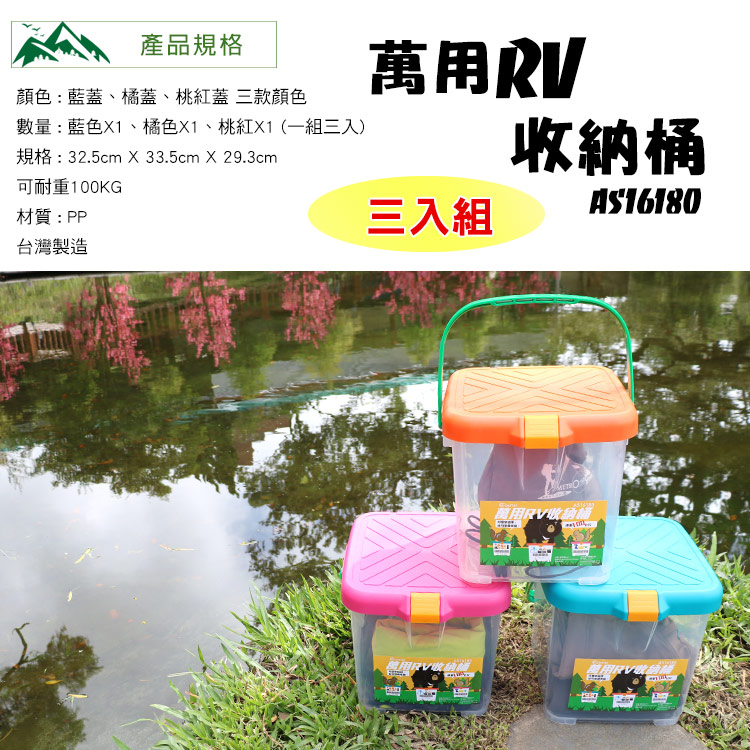 產品規格
顏色：藍蓋、橘蓋、桃紅蓋 三款顏色
數量：藍色X1、橘色X1、桃紅X1 (一組三入)
規格：32.5cm X 33.5cm X 29.3cm
可耐重100KG
材質：PP
台灣製造
萬用RV
收納桶
AS16180
三入組
AS16180
萬用RV收納桶
萬用RV收納桶
萬用RV收納桶